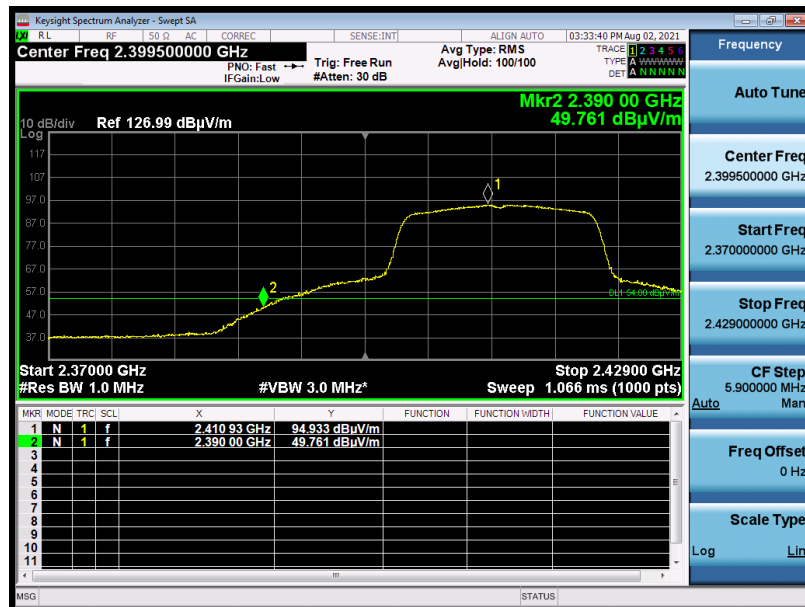 Keysight Spectrum Analyzer - Swept SA
LXI RL RF 50 Ω AC CORREC SENSE:INT ALIGN AUTO 03:33:40 PM Aug 02, 2021
Center Freq 2.399500000 GHz
PNO: Fast
IFGain:Low
Trig: Free Run
#Atten: 30 dB
Avg Type: RMS
Avg|Hold: 100/100
TRACE 1 2 3 4 5 6
TYPE A WWWWW
DET A N N N N N
Mkr2 2.390 00 GHz
49.761 dBµV/m
10 dB/div Ref 126.99 dBµV/m
Log
117
107
97.0
87.0
77.0
67.0
57.0
47.0
37.0
1
2
DL1 54.00 dBµV/m
Start 2.37000 GHz Stop 2.42900 GHz
#Res BW 1.0 MHz #VBW 3.0 MHz* Sweep 1.066 ms (1000 pts)
MKR MODE TRC SCL X Y FUNCTION FUNCTION WIDTH FUNCTION VALUE
1 N 1 f 2.410 93 GHz 94.933 dBµV/m
2 N 1 f 2.390 00 GHz 49.761 dBµV/m
3
4
5
6
7
8
9
10
11
MSG STATUS
Frequency
Auto Tune
Center Freq
2.399500000 GHz
Start Freq
2.370000000 GHz
Stop Freq
2.429000000 GHz
CF Step
5.900000 MHz
Auto Man
Freq Offset
0 Hz
Scale Type
Log Lin